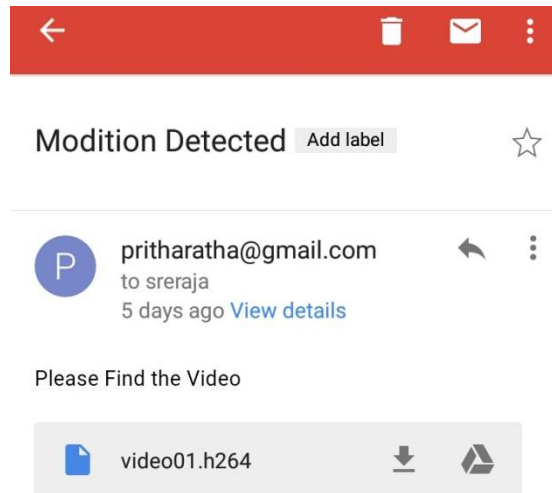 Modition Detected Add label
P
pritharatha@gmail.com
to sreraja
5 days ago View details
Please Find the Video
video01.h264